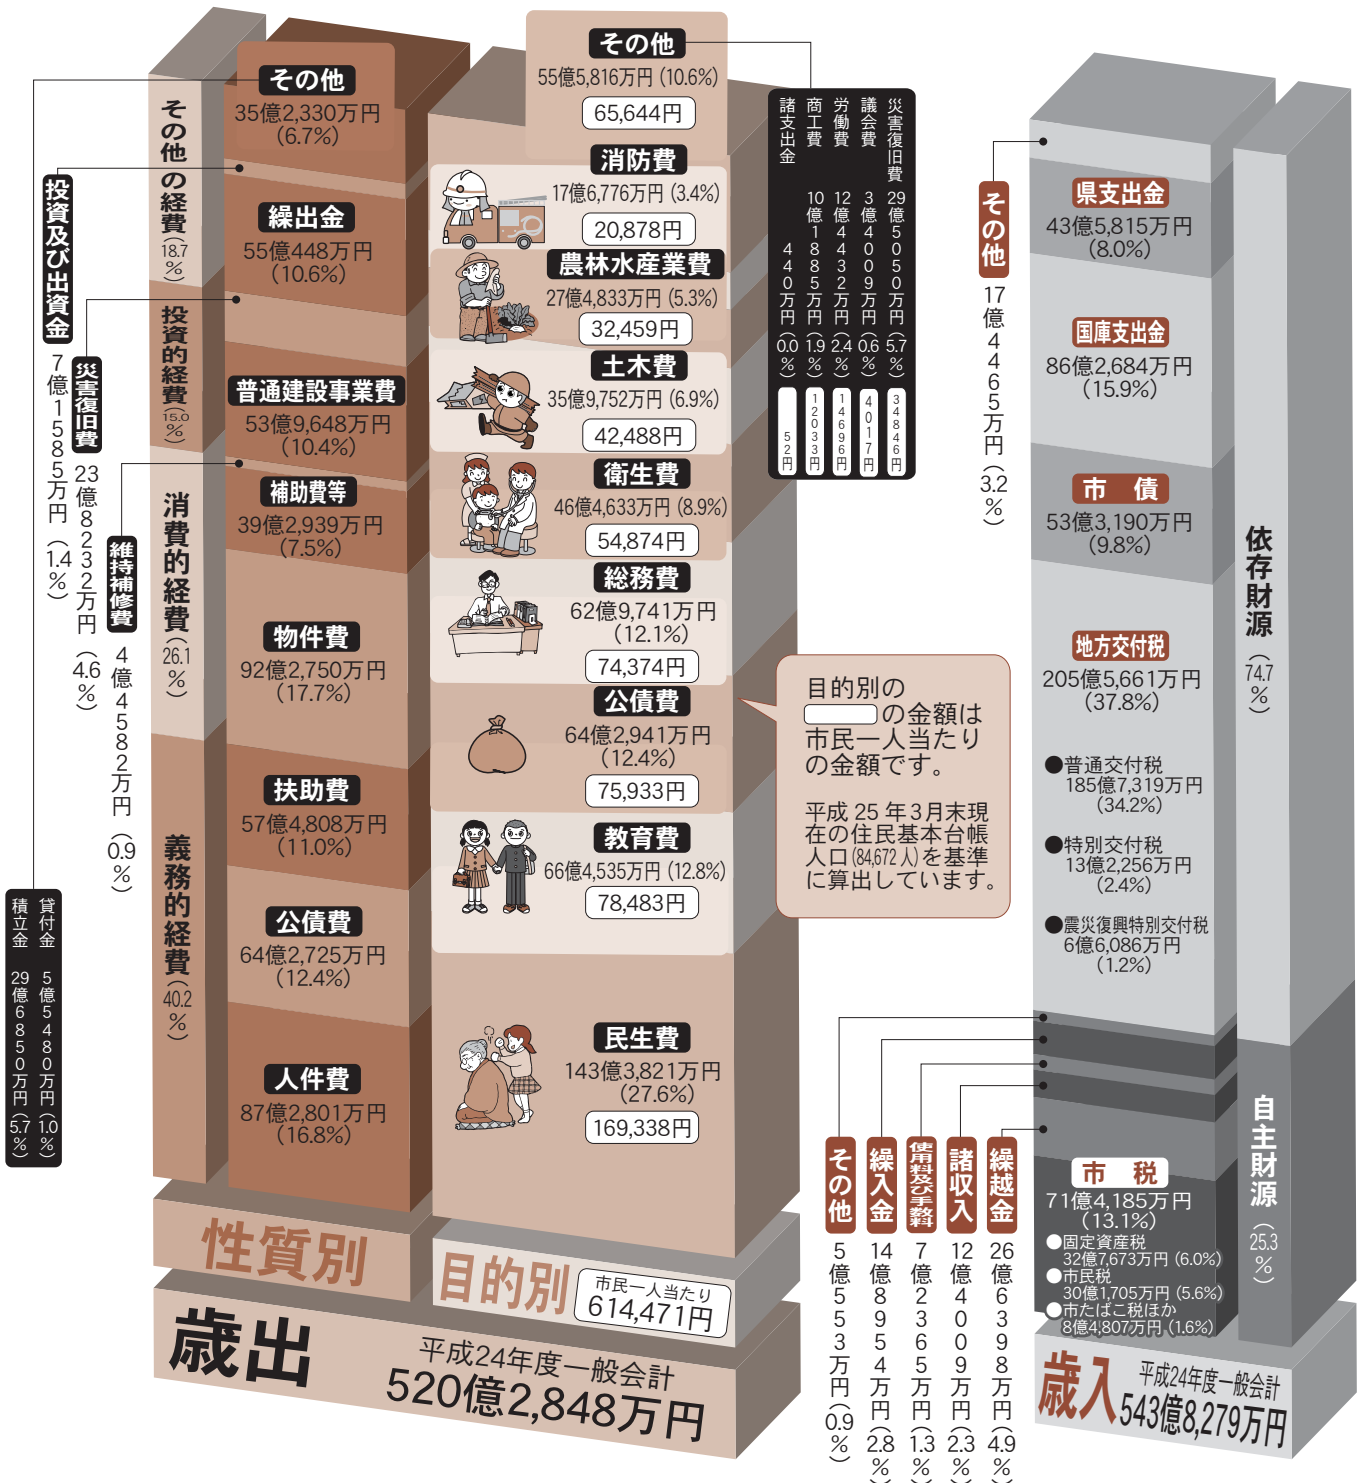 その他の経費(18.7%)
投資的経費(15.0%)
消費的経費(26.1%)
義務的経費(40.2%)
その他
35億2,330万円
(6.7%)
繰出金
55億448万円
(10.6%)
普通建設事業費
53億9,648万円
(10.4%)
補助費等
39億2,939万円
(7.5%)
物件費
92億2,750万円
(17.7%)
扶助費
57億4,808万円
(11.0%)
公債費
64億2,725万円
(12.4%)
人件費
87億2,801万円
(16.8%)
投資及び出資金 7億1585万円(1.4%)
災害復旧費 23億8232万円(4.6%)
維持補修費 4億4582万円(0.9%)
貸付金 5億5480万円(1.0%)
積立金 29億6850万円(5.7%)
性質別
その他
55億5,816万円(10.6%)
65,644円
消防費
17億6,776万円(3.4%)
20,878円
農林水産業費
27億4,833万円(5.3%)
32,459円
土木費
35億9,752万円(6.9%)
42,488円
衛生費
46億4,633万円(8.9%)
54,874円
総務費
62億9,741万円
(12.1%)
74,374円
公債費
64億2,941万円
(12.4%)
75,933円
教育費
66億4,535万円(12.8%)
78,483円
民生費
143億3,821万円
(27.6%)
169,338円
災害復旧費 29億5050万円(5.7%) 34846円
議会費 3億4009万円(0.6%) 4017円
労働費 12億4432万円(2.4%) 14696円
商工費 10億1885万円(1.9%) 12033円
諸支出金 440万円(0.0%) 52円
目的別の
の金額は
市民一人当たり
の金額です。
平成25年3月末現
在の住民基本台帳
人口(84,672人)を基準
に算出しています。
目的別
市民一人当たり
614,471円
歳出
平成24年度一般会計
520億2,848万円
その他 17億4465万円(3.2%)
県支出金
43億5,815万円
(8.0%)
国庫支出金
86億2,684万円
(15.9%)
市 債
53億3,190万円
(9.8%)
地方交付税
205億5,661万円
(37.8%)
●普通交付税
185億7,319万円
(34.2%)
●特別交付税
13億2,256万円
(2.4%)
●震災復興特別交付税
6億6,086万円
(1.2%)
依存財源(74.7%)
自主財源(25.3%)
繰越金 26億6398万円(4.9%)
諸収入 12億4009万円(2.3%)
使用料及び手数料 7億2365万円(1.3%)
繰入金 14億8954万円(2.8%)
その他 5億553万円(0.9%)
市 税
71億4,185万円
(13.1%)
●固定資産税
32億7,673万円(6.0%)
●市民税
30億1,705万円(5.6%)
●市たばこ税ほか
8億4,807万円(1.6%)
歳入
平成24年度一般会計
543億8,279万円